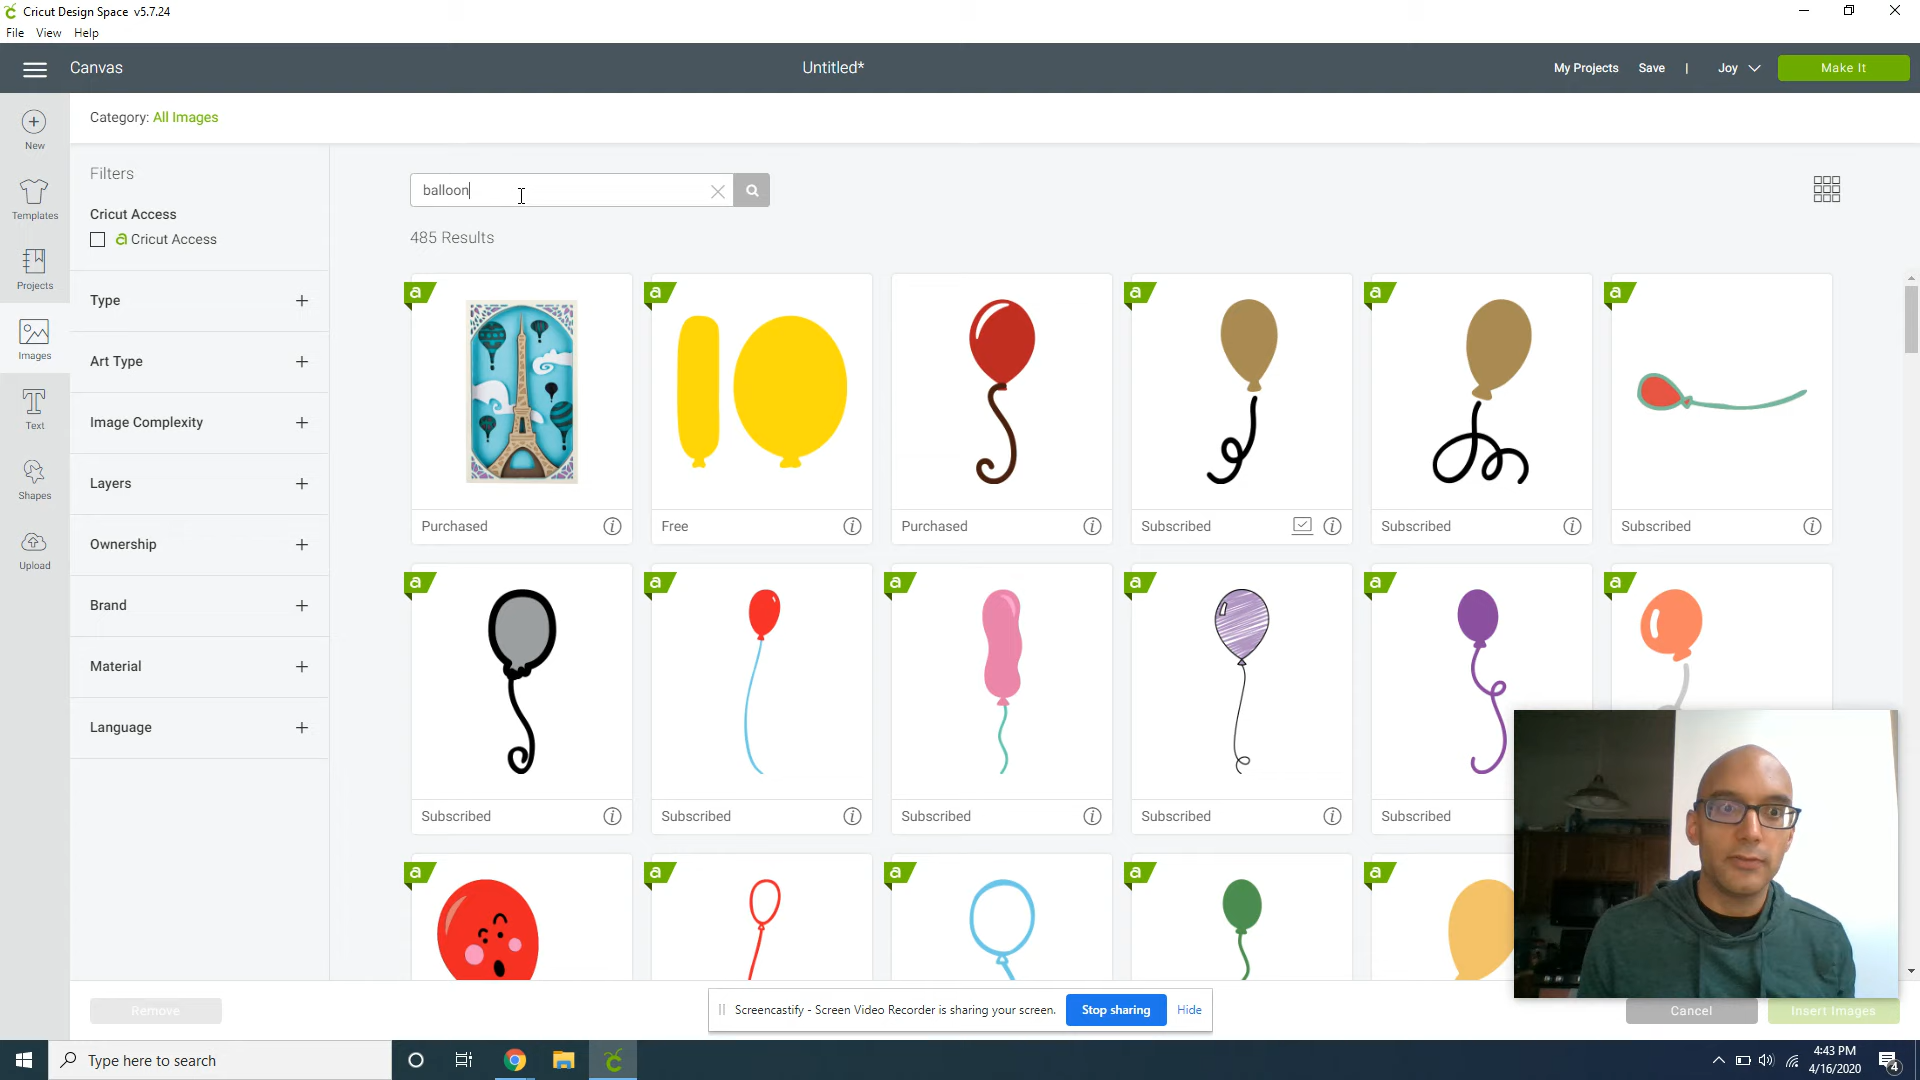 Cricut Design Space v5.7.24
File View Help
Canvas
Untitled*
My Projects Save | Joy Make It
New
Templates
Projects
Images
Text
Shapes
Upload
Category: All Images
Filters
Cricut Access
a Cricut Access
Type
Art Type
Image Complexity
Layers
Ownership
Brand
Material
Language
balloon
485 Results
a a a a a
Purchased Free Purchased Subscribed Subscribed Subscribed
a a a a a a
Subscribed Subscribed Subscribed Subscribed Subscribed
a a a a a
Remove
Screencastify - Screen Video Recorder is sharing your screen. Stop sharing Hide
Cancel Insert Images
Type here to search
4:43 PM
4/16/2020
4